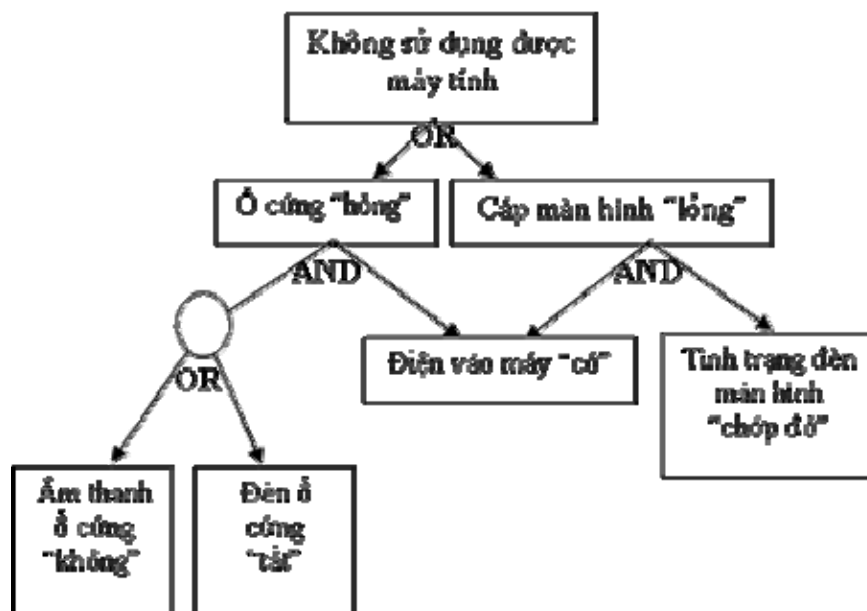 Không sử dụng được
máy tính
OR
Ổ cứng "hỏng"
Cáp màn hình "lỏng"
AND
AND
OR
Điện vào máy "có"
Tình trạng đèn
màn hình
"chớp đỏ"
Âm thanh
ổ cứng
"không"
Đèn ổ
cứng
"tắt"